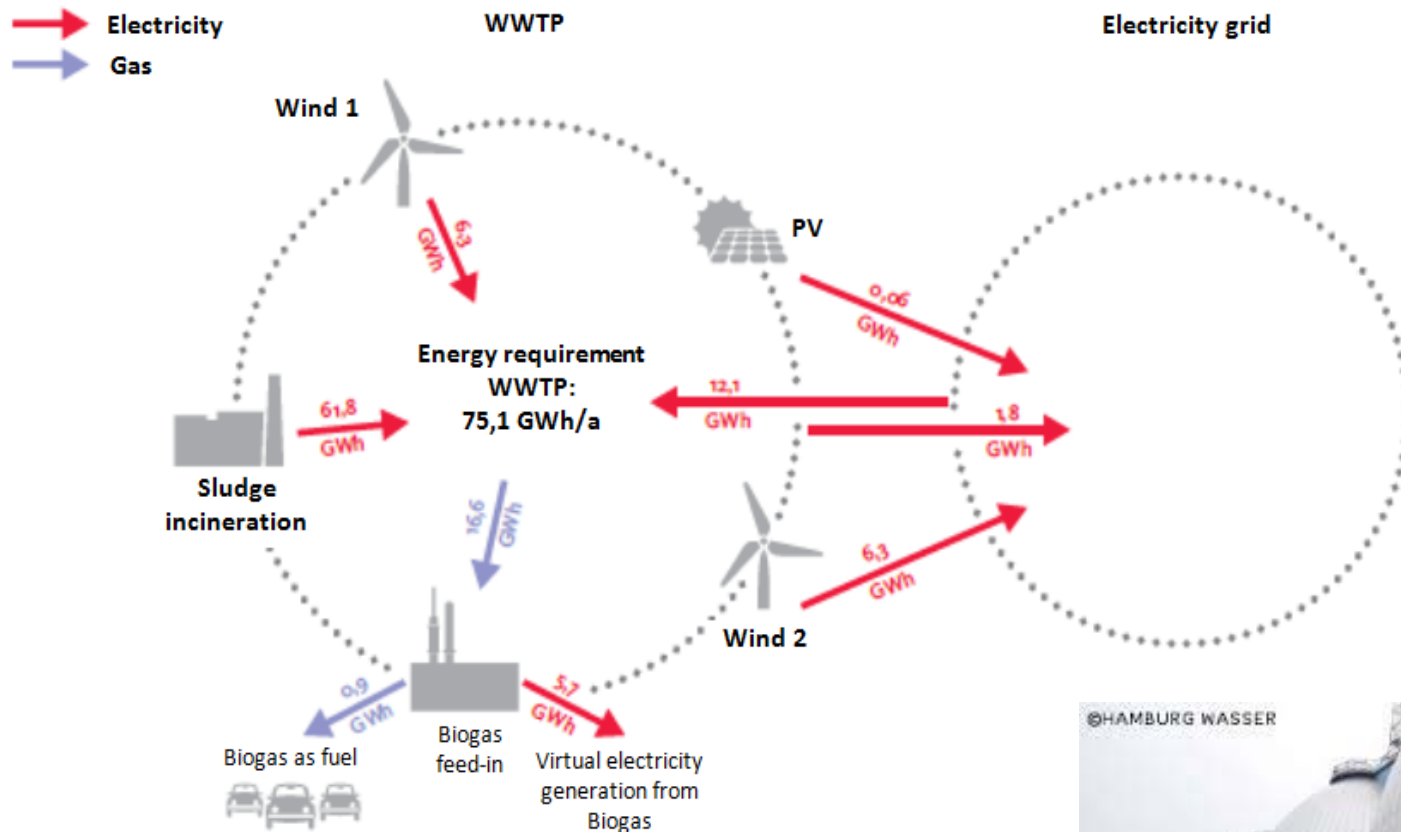 Electricity
Gas
WWTP
Electricity grid
Wind 1
6,3
GWh
PV
0,06
GWh
Energy requirement
WWTP:
75,1 GWh/a
12,1
GWh
1,8
GWh
61,8
GWh
Sludge
incineration
16,6
GWh
6,3
GWh
Wind 2
0,9
GWh
5,7
GWh
Biogas as fuel
Biogas
feed-in
Virtual electricity
generation from
Biogas
©HAMBURG WASSER